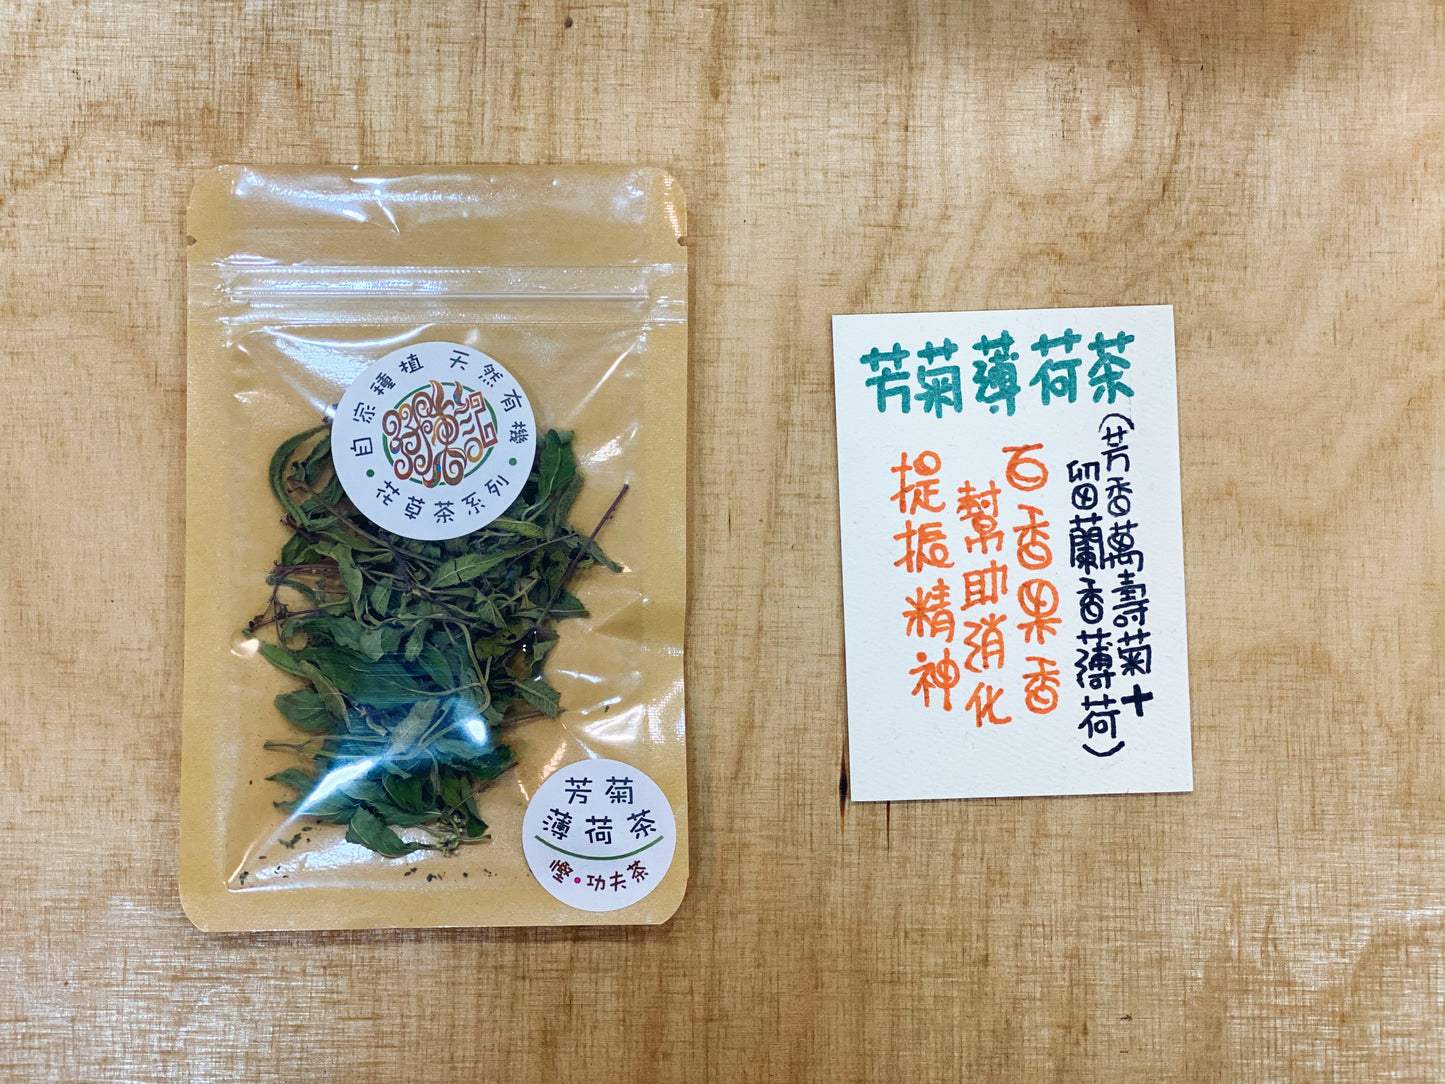 自家種植 天然有機
花草茶系列
芳菊
薄荷茶
慳•功夫茶
芳菊薄荷茶
(芳香萬壽菊+
留蘭香薄荷)
百香果香
幫助消化
提振精神